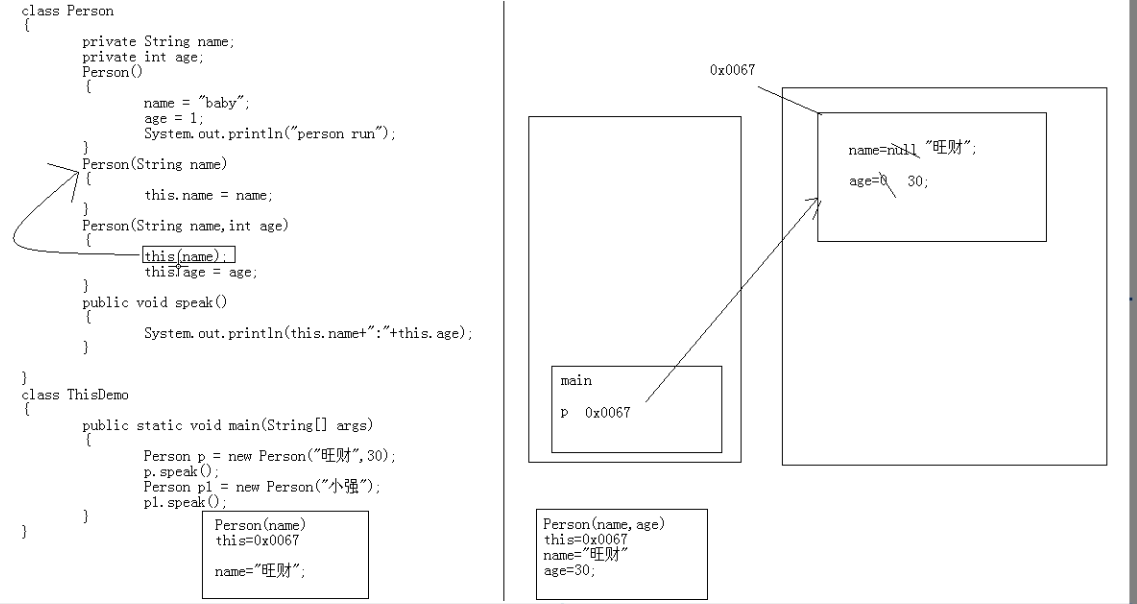 class Person
{
private String name;
private int age;
Person()
{
name = "baby";
age = 1;
System.out.println("person run");
}
Person(String name)
{
this.name = name;
}
Person(String name,int age)
{
this(name);
this.age = age;
}
public void speak()
{
System.out.println(this.name+":"+this.age);
}
}
class ThisDemo
{
public static void main(String[] args)
{
Person p = new Person("旺财",30);
p.speak();
Person p1 = new Person("小强");
p1.speak();
}
}
Person(name)
this=0x0067
name="旺财";
0x0067
name=null "旺财";
age=0 30;
main
p 0x0067
Person(name,age)
this=0x0067
name="旺财"
age=30;